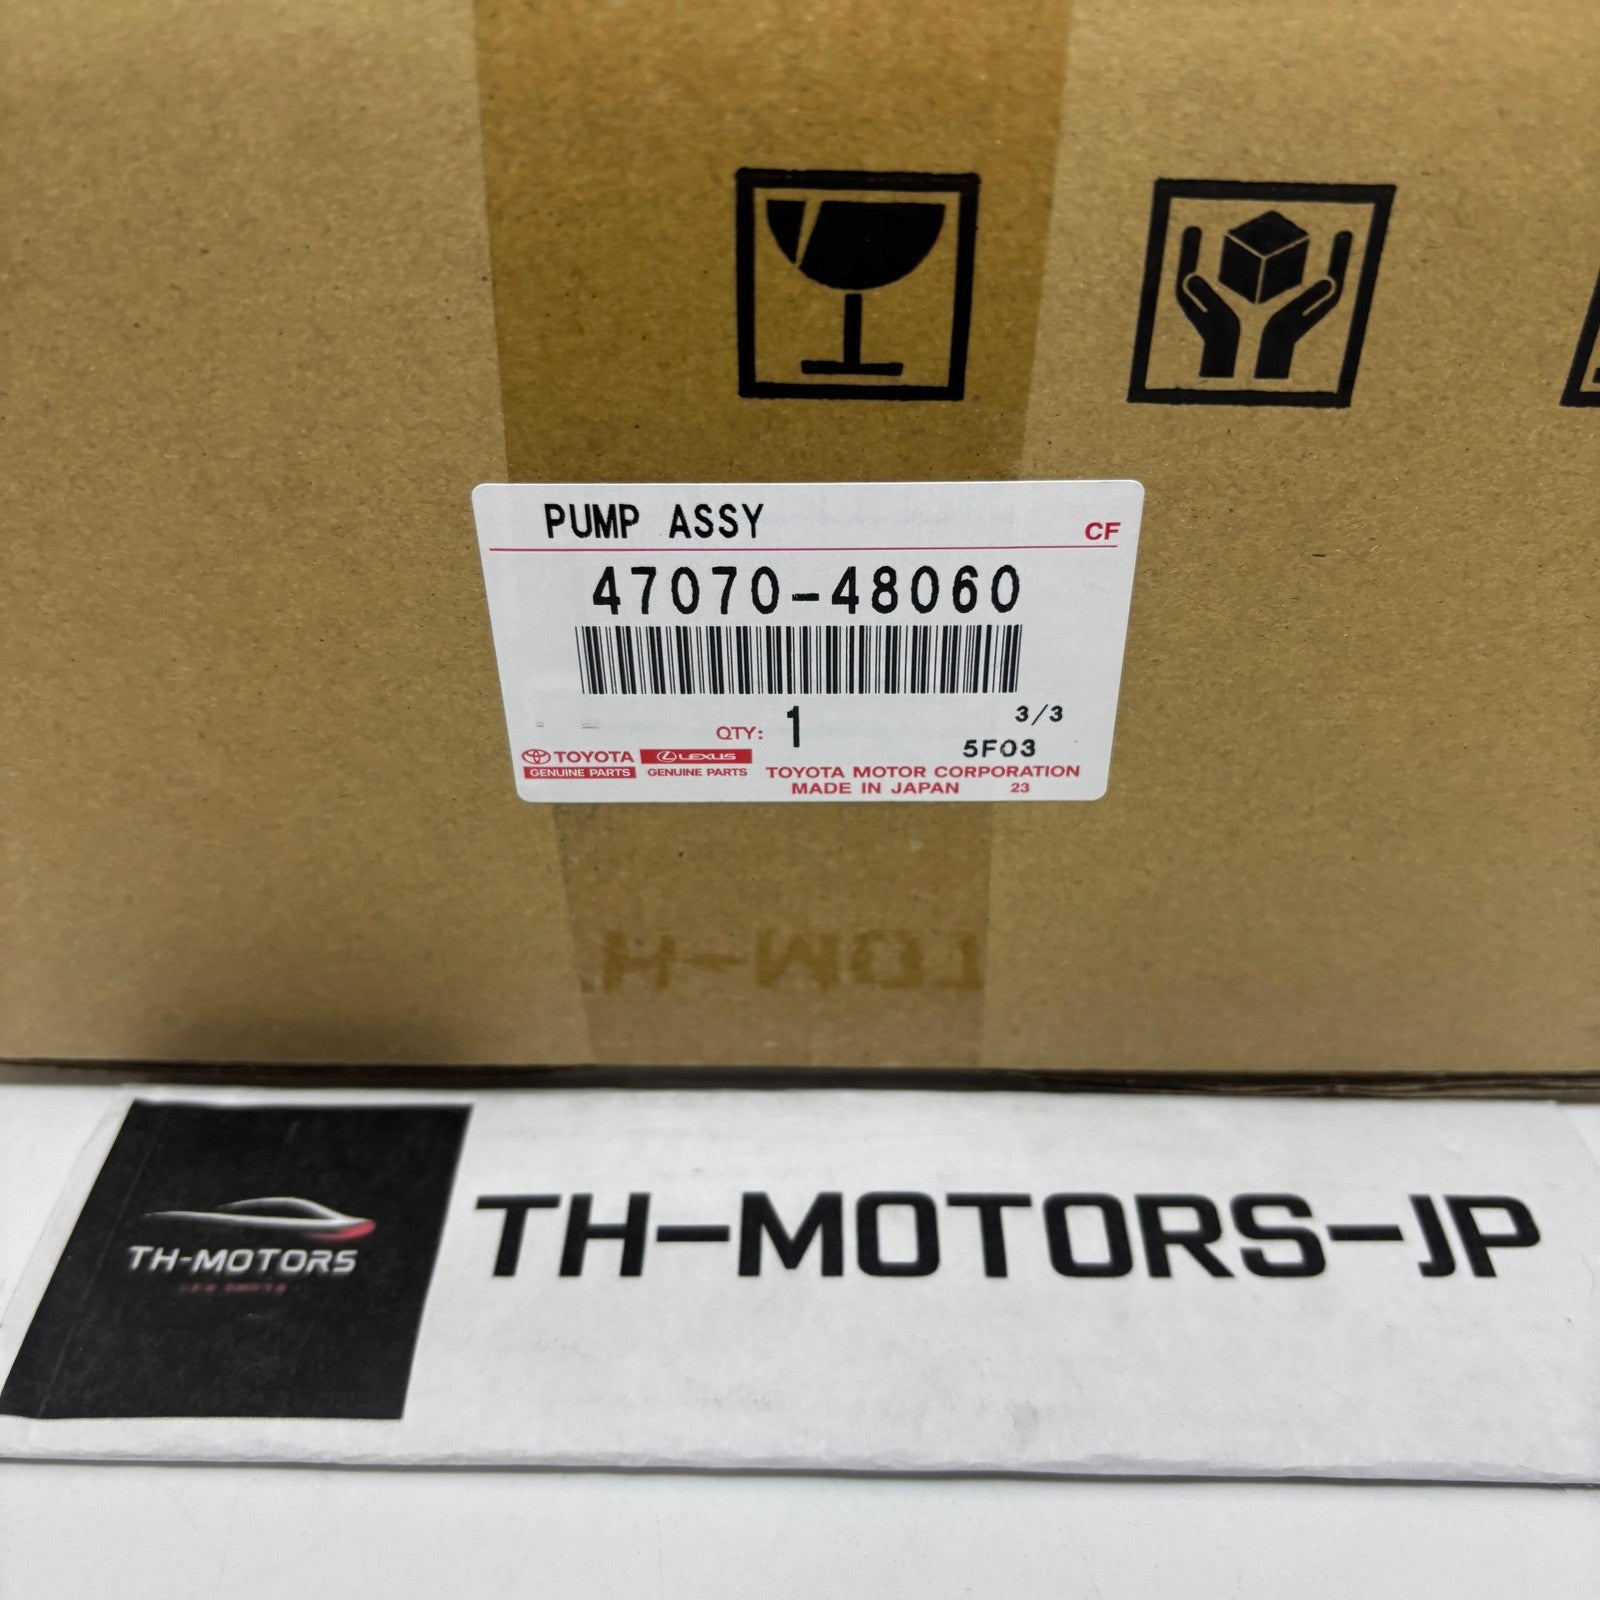 PUMP ASSY
CF
47070-48060
QTY: 1
3/3
5F03
TOYOTA LEXUS
GENUINE PARTS GENUINE PARTS
TOYOTA MOTOR CORPORATION
MADE IN JAPAN 23
TH-MOTORS
TH-MOTORS-JP